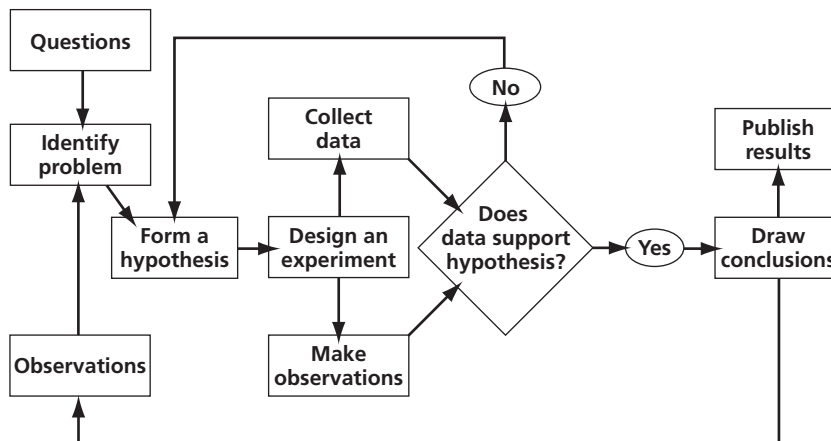 Questions
Identify
problem
Form a
hypothesis
Observations
Collect
data
Design an
experiment
Make
observations
Does
data support
hypothesis?
No
Yes
Publish
results
Draw
conclusions